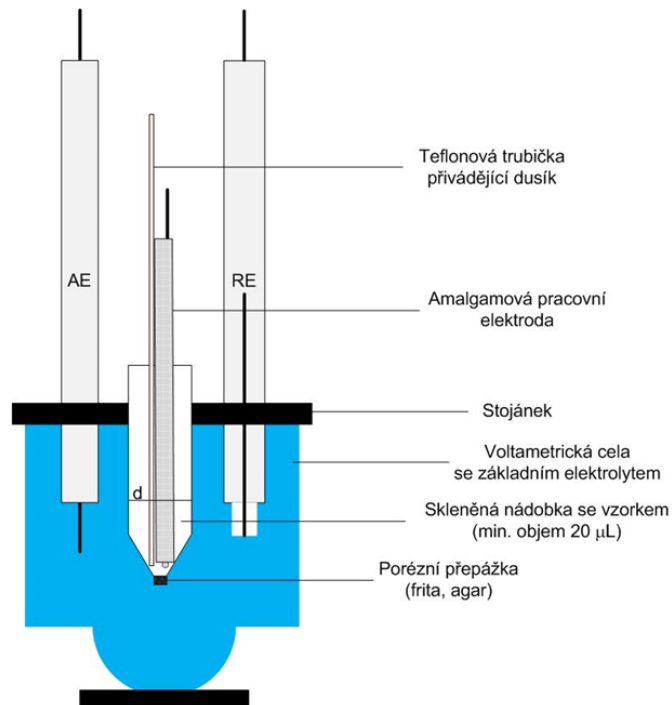 Teflonová trubička
přivádějící dusík
AE
RE
Amalgamová pracovní
elektroda
Stojánek
Voltametrická cela
se základním elektrolytem
d
Skleněná nádobka se vzorkem
(min. objem 20 μL)
Porézní přepážka
(frita, agar)